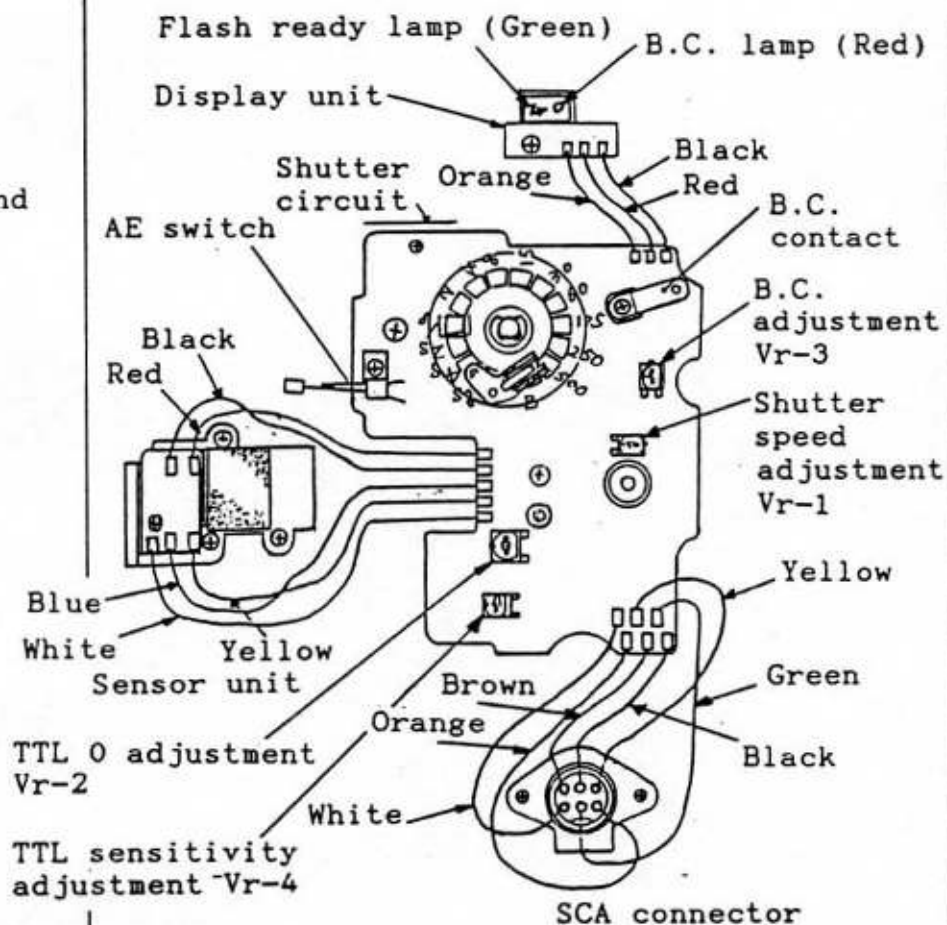 Flash ready lamp (Green)
B.C. lamp (Red)
Display unit
nd
Shutter
circuit
Orange
Black
Red
B.C.
contact
AE switch
B.C.
adjustment
Vr-3
Black
Red
Shutter
speed
adjustment
Vr-1
B
250
500
Blue
White
Yellow
Sensor unit
Yellow
Brown
Orange
Green
Black
TTL O adjustment
Vr-2
White
TTL sensitivity
adjustment Vr-4
SCA connector